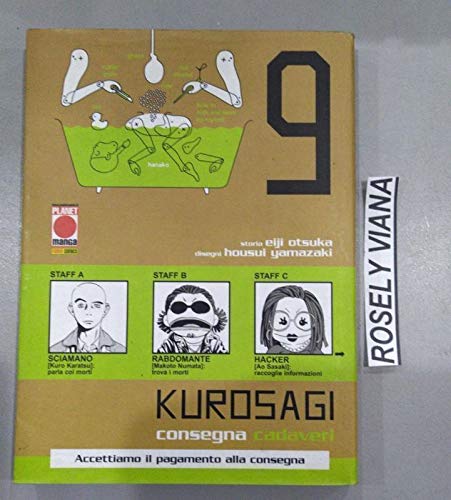 9
hanako
storia eiji otsuka
disegni housui yamazaki
PLANET
manga
STAFF A
SCIAMANO
[Kuro Karatsu]:
parla coi morti
STAFF B
RABDOMANTE
[Makoto Numata]:
trova i morti
STAFF C
HACKER
[Ao Sasaki]:
raccoglie informazioni
KUROSAGI
consegna cadaveri
Accettiamo il pagamento alla consegna
ROSELY VIANA